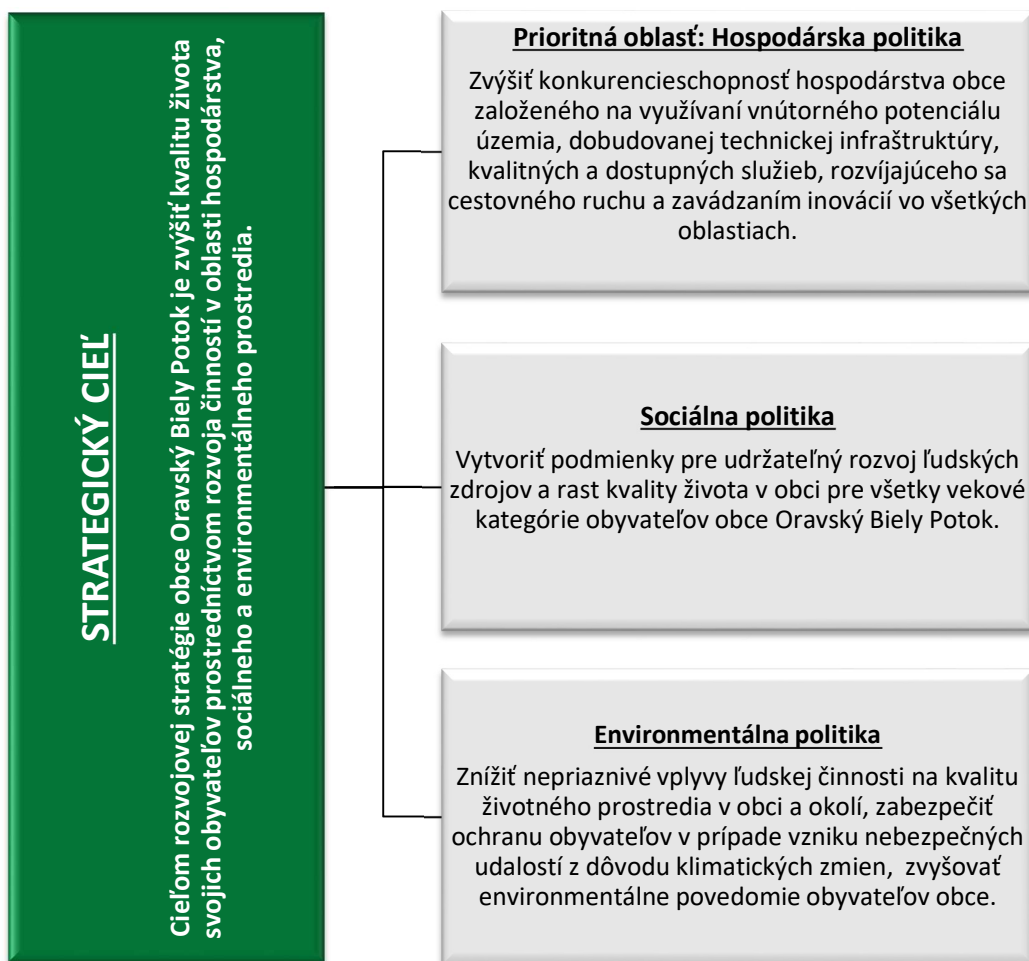 STRATEGICKÝ CIEĽ
Cieľom rozvojovej stratégie obce Oravský Biely Potok je zvýšiť kvalitu života
svojich obyvateľov prostredníctvom rozvoja činností v oblasti hospodárstva,
sociálneho a environmentálneho prostredia.
Prioritná oblasť: Hospodárska politika
Zvýšiť konkurencieschopnosť hospodárstva obce
založeného na využívaní vnútorného potenciálu
územia, dobudovanej technickej infraštruktúry,
kvalitných a dostupných služieb, rozvíjajúceho sa
cestovného ruchu a zavádzaním inovácií vo všetkých
oblastiach.
Sociálna politika
Vytvoriť podmienky pre udržateľný rozvoj ľudských
zdrojov a rast kvality života v obci pre všetky vekové
kategórie obyvateľov obce Oravský Biely Potok.
Environmentálna politika
Znížiť nepriaznivé vplyvy ľudskej činnosti na kvalitu
životného prostredia v obci a okolí, zabezpečiť
ochranu obyvateľov v prípade vzniku nebezpečných
udalostí z dôvodu klimatických zmien,  zvyšovať
environmentálne povedomie obyvateľov obce.